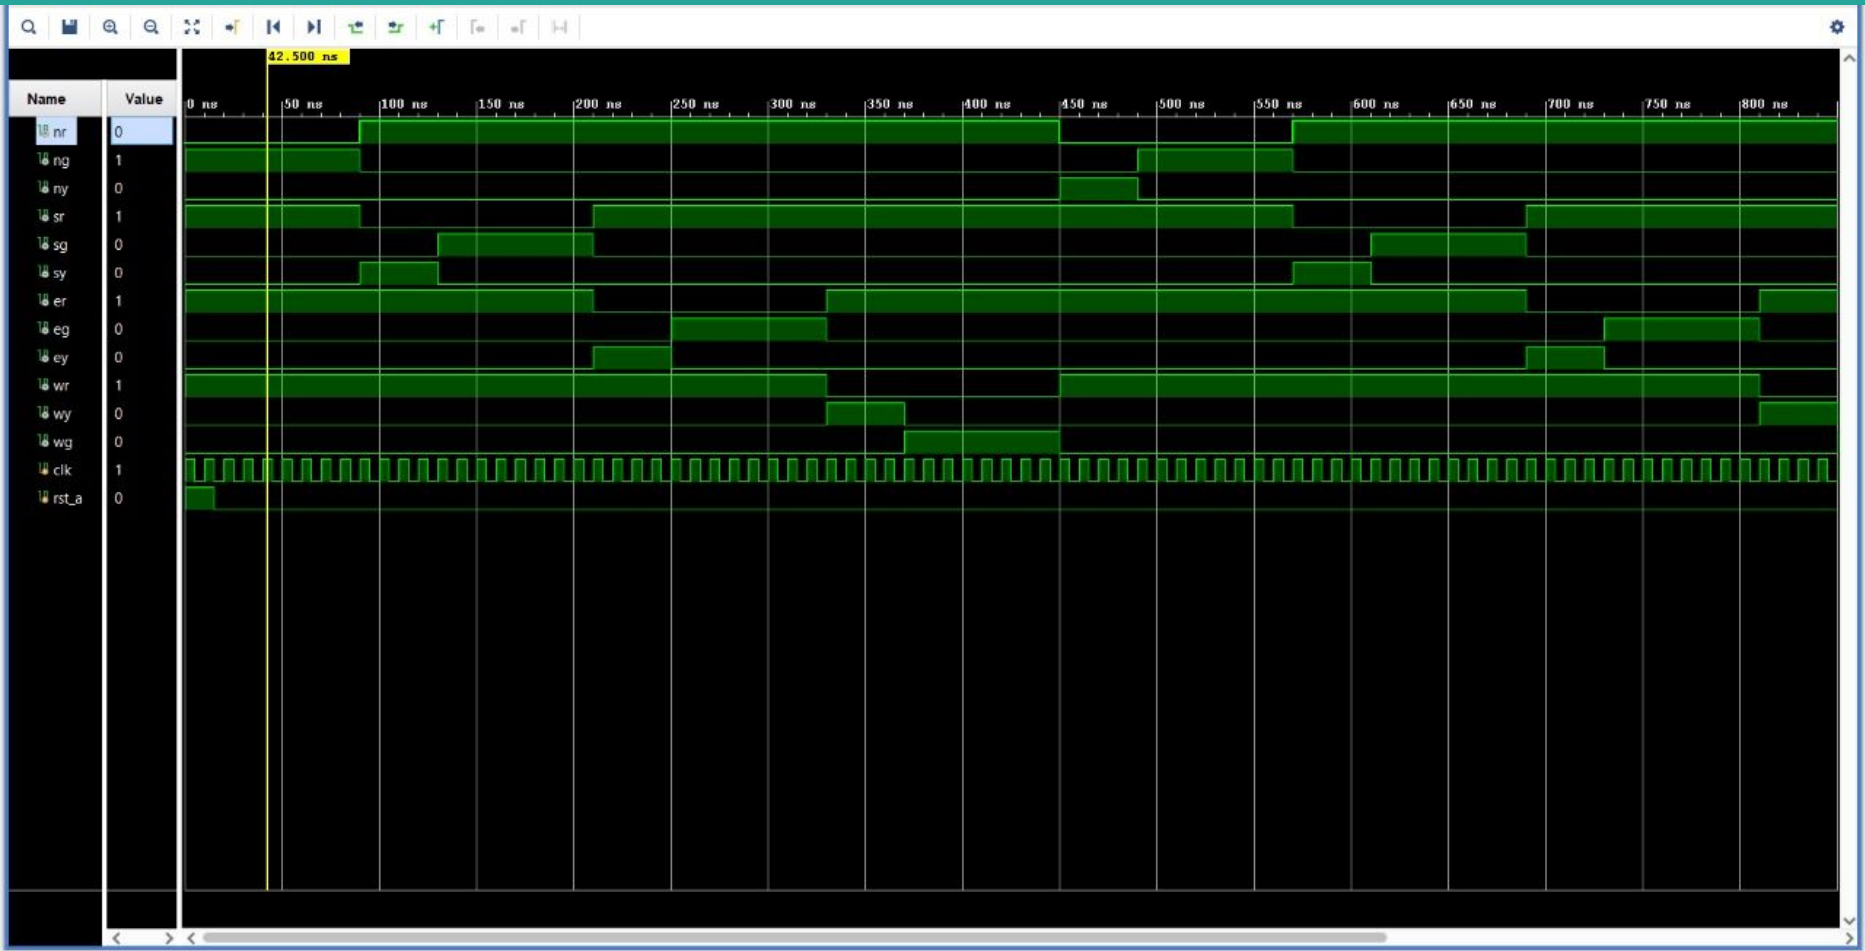 42.500 ns
Name Value
0 ns 50 ns 100 ns 150 ns 200 ns 250 ns 300 ns 350 ns 400 ns 450 ns 500 ns 550 ns 600 ns 650 ns 700 ns 750 ns 800 ns
nr 0
ng 1
ny 0
sr 1
sg 0
sy 0
er 1
eg 0
ey 0
wr 1
wy 0
wg 0
clk 1
rst_a 0